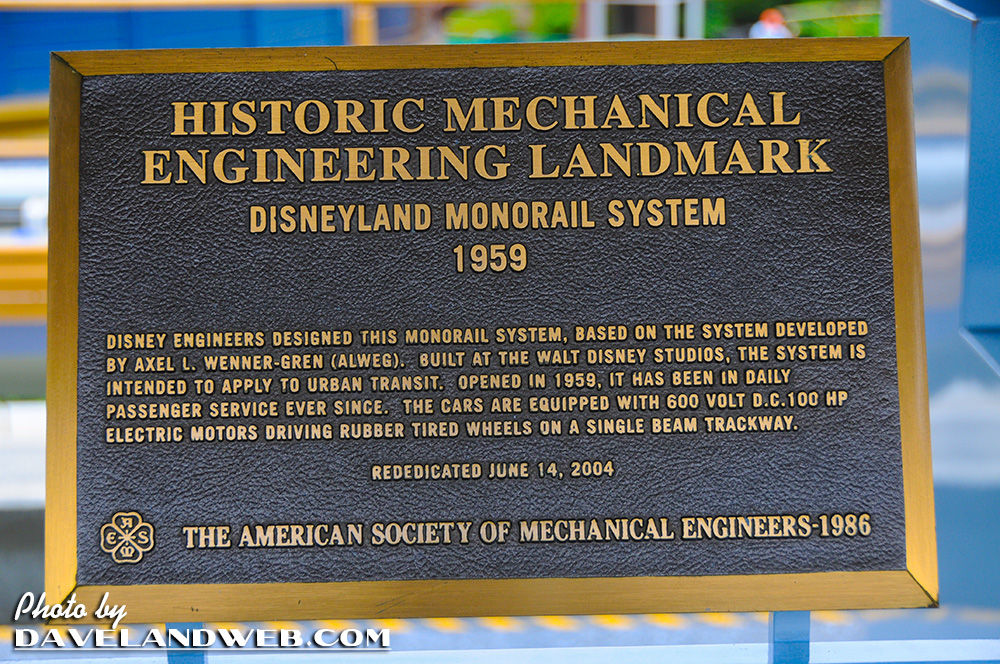 HISTORIC MECHANICAL
ENGINEERING LANDMARK
DISNEYLAND MONORAIL SYSTEM
1959
DISNEY ENGINEERS DESIGNED THIS MONORAIL SYSTEM, BASED ON THE SYSTEM DEVELOPED
BY AXEL L. WENNER-GREN (ALWEG). BUILT AT THE WALT DISNEY STUDIOS, THE SYSTEM IS
INTENDED TO APPLY TO URBAN TRANSIT. OPENED IN 1959, IT HAS BEEN IN DAILY
PASSENGER SERVICE EVER SINCE. THE CARS ARE EQUIPPED WITH 600 VOLT D.C.100 HP
ELECTRIC MOTORS DRIVING RUBBER TIRED WHEELS ON A SINGLE BEAM TRACKWAY.
REDEDICATED JUNE 14, 2004
A
E S
M
THE AMERICAN SOCIETY OF MECHANICAL ENGINEERS-1986
Photo by
DAVELANDWEB.COM